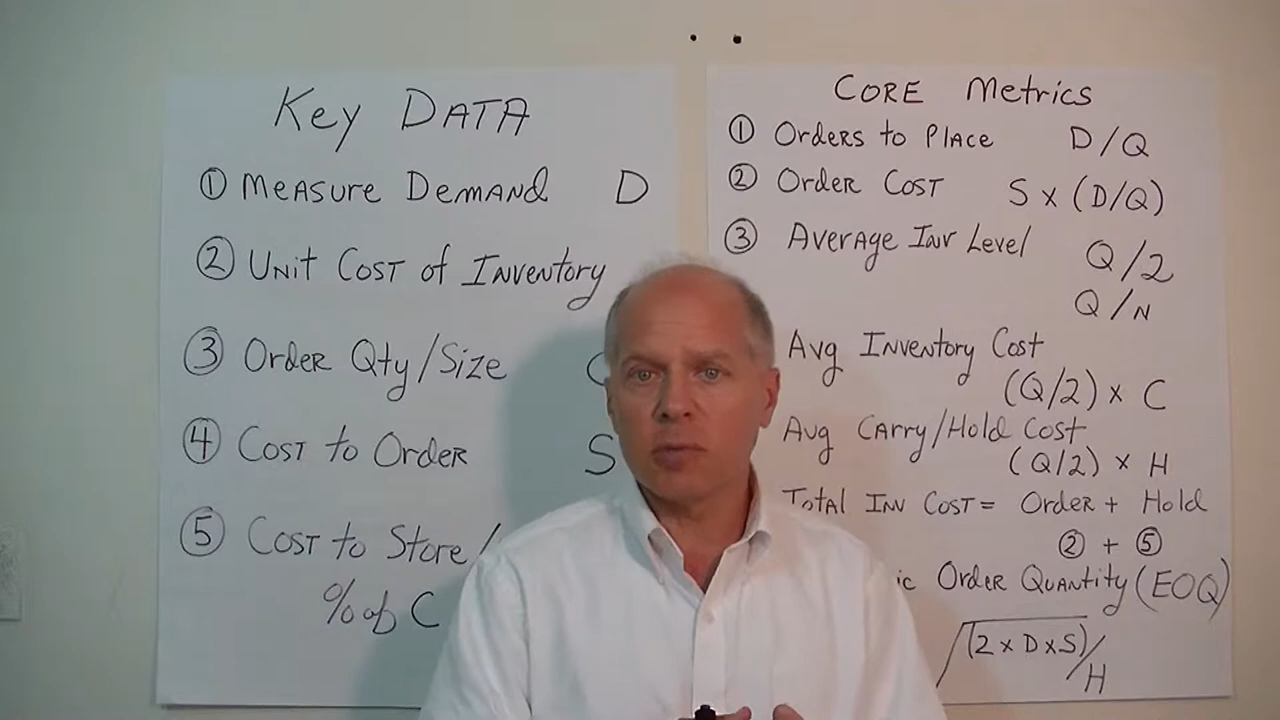 Key DATA
① Measure Demand D
② Unit Cost of Inventory
③ Order Qty/Size
④ Cost to Order S
⑤ Cost to Store/
% of C
CORE Metrics
① Orders to Place D/Q
② Order Cost S x (D/Q)
③ Average Inv Level Q/2
Q/N
Avg Inventory Cost
(Q/2) x C
Avg Carry/Hold Cost
(Q/2) x H
Total Inv Cost = Order + Hold
② + ⑤
ic Order Quantity (EOQ)
√(2 x D x S)/H